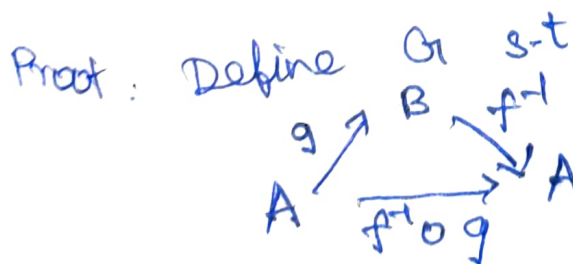 Proof : Define G s-t
g B f⁻¹
A A
f⁻¹ o g